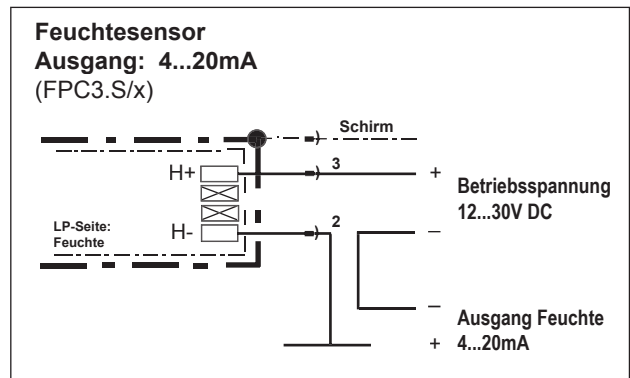 Feuchtesensor
Ausgang: 4...20mA
(FPC3.S/x)
Schirm
H+
3
+
Betriebsspannung
12...30V DC
LP-Seite:
Feuchte
H-
2
–
–
Ausgang Feuchte
+
4...20mA